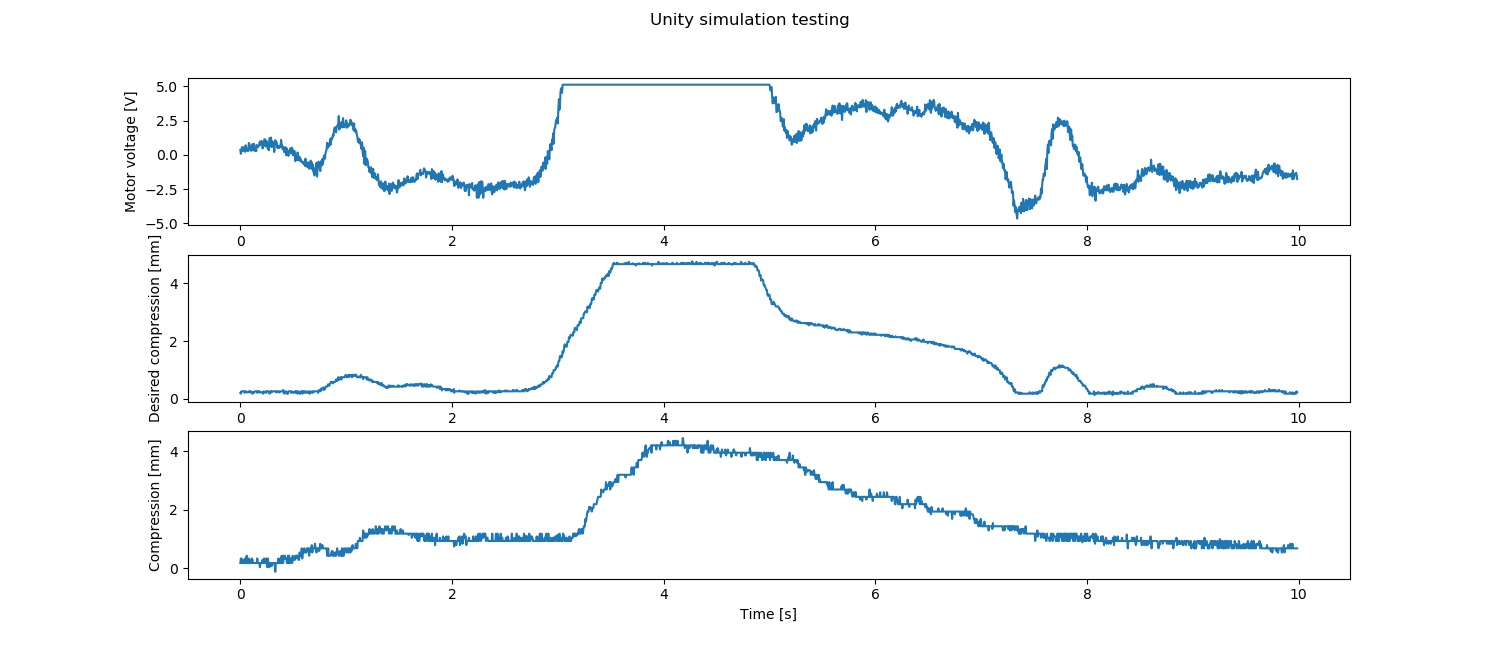 Unity simulation testing
Motor voltage [V]
5.0
2.5
0.0
−2.5
−5.0
0 2 4 6 8 10
Desired compression [mm]
4
2
0
0 2 4 6 8 10
Compression [mm]
4
2
0
0 2 4 6 8 10
Time [s]